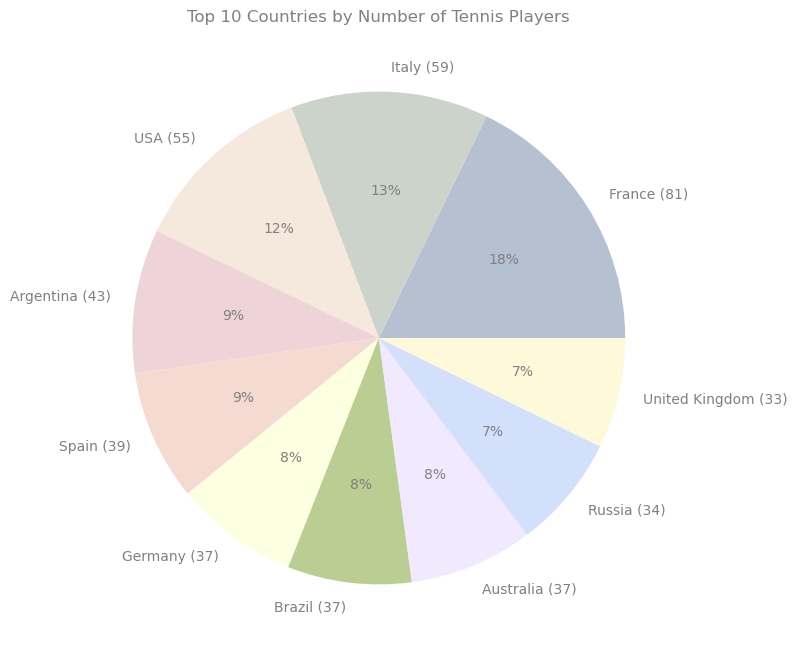 Top 10 Countries by Number of Tennis Players
Italy (59)
USA (55)
13%
France (81)
12%
18%
Argentina (43)
9%
7%
United Kingdom (33)
9%
7%
Spain (39)
8%
8%
8%
Russia (34)
Germany (37)
Australia (37)
Brazil (37)